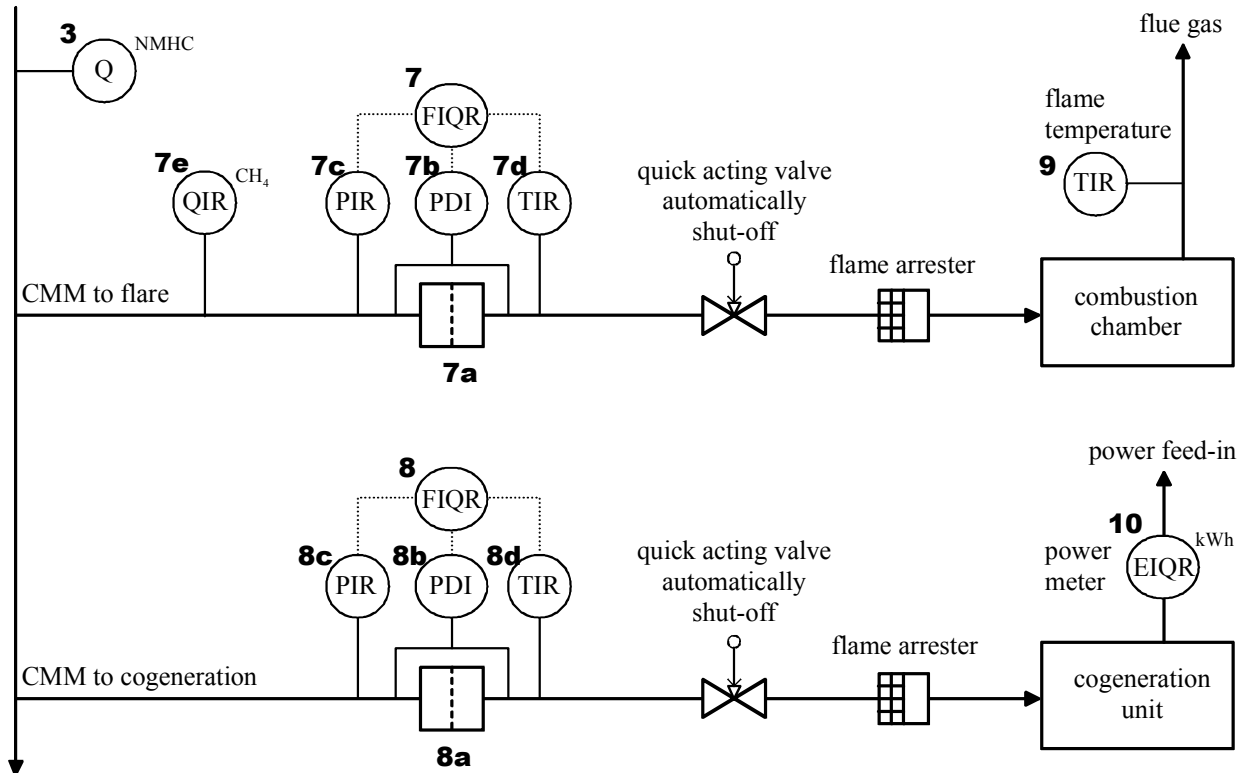 3
NMHC
Q
flue gas
7
FIQR
flame
temperature
9
TIR
7e
CH₄
QIR
7c
PIR
7b
PDI
7d
TIR
quick acting valve
automatically
shut-off
flame arrester
CMM to flare
combustion
chamber
7a
power feed-in
8
FIQR
10
kWh
power
meter
EIQR
8c
PIR
8b
PDI
8d
TIR
quick acting valve
automatically
shut-off
flame arrester
CMM to cogeneration
cogeneration
unit
8a